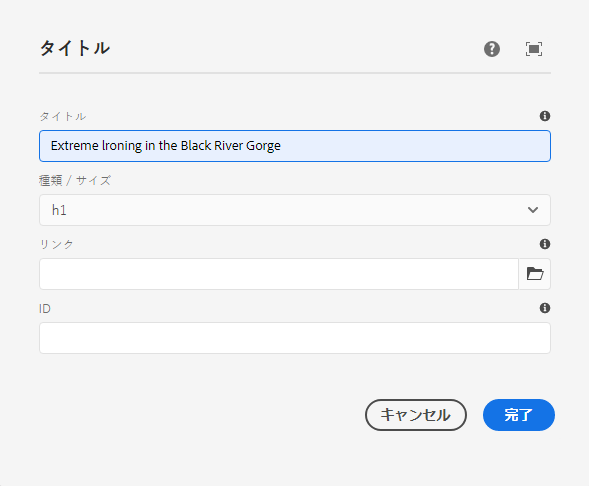 タイトル
タイトル
Extreme Ironing in the Black River Gorge
種類 / サイズ
h1
リンク
ID
キャンセル
完了